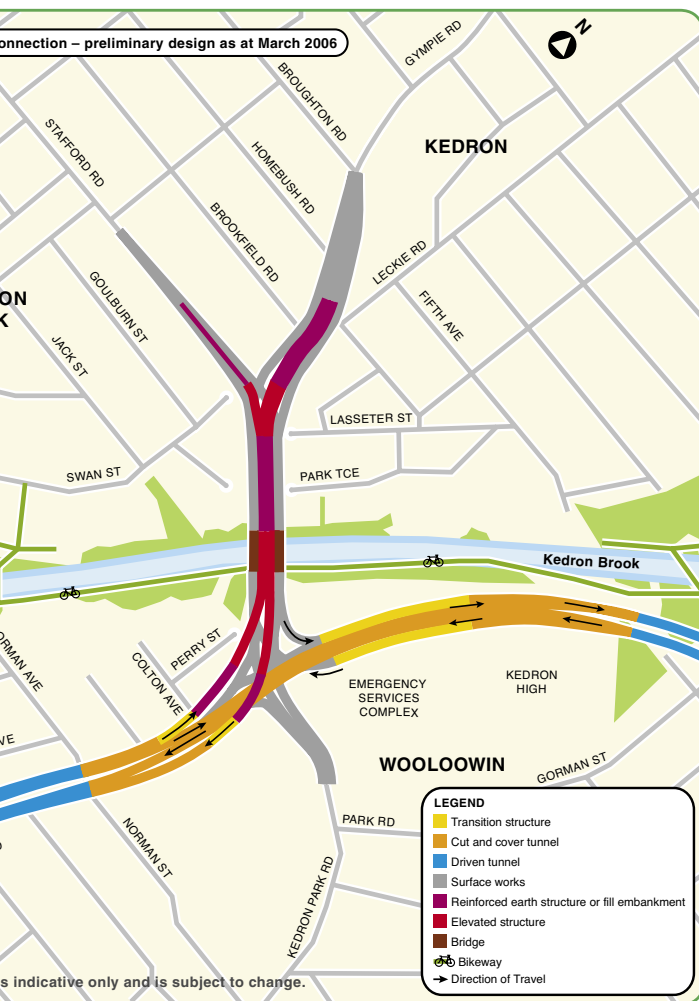 onnection – preliminary design as at March 2006
GYMPIE RD
N
BROUGHTON RD
STAFFORD RD
HOMEBUSH RD
KEDRON
BROOKFIELD RD
LECKIE RD
GOULBURN ST
ON
K
FIFTH AVE
JACK ST
LASSETER ST
SWAN ST
PARK TCE
Kedron Brook
ORMAN AVE
PERRY ST
COLTON AVE
EMERGENCY
SERVICES
COMPLEX
KEDRON
HIGH
VE
WOOLOOWIN
GORMAN ST
PARK RD
NORMAN ST
KEDRON PARK RD
LEGEND
Transition structure
Cut and cover tunnel
Driven tunnel
Surface works
Reinforced earth structure or fill embankment
Elevated structure
Bridge
Bikeway
Direction of Travel
s indicative only and is subject to change.